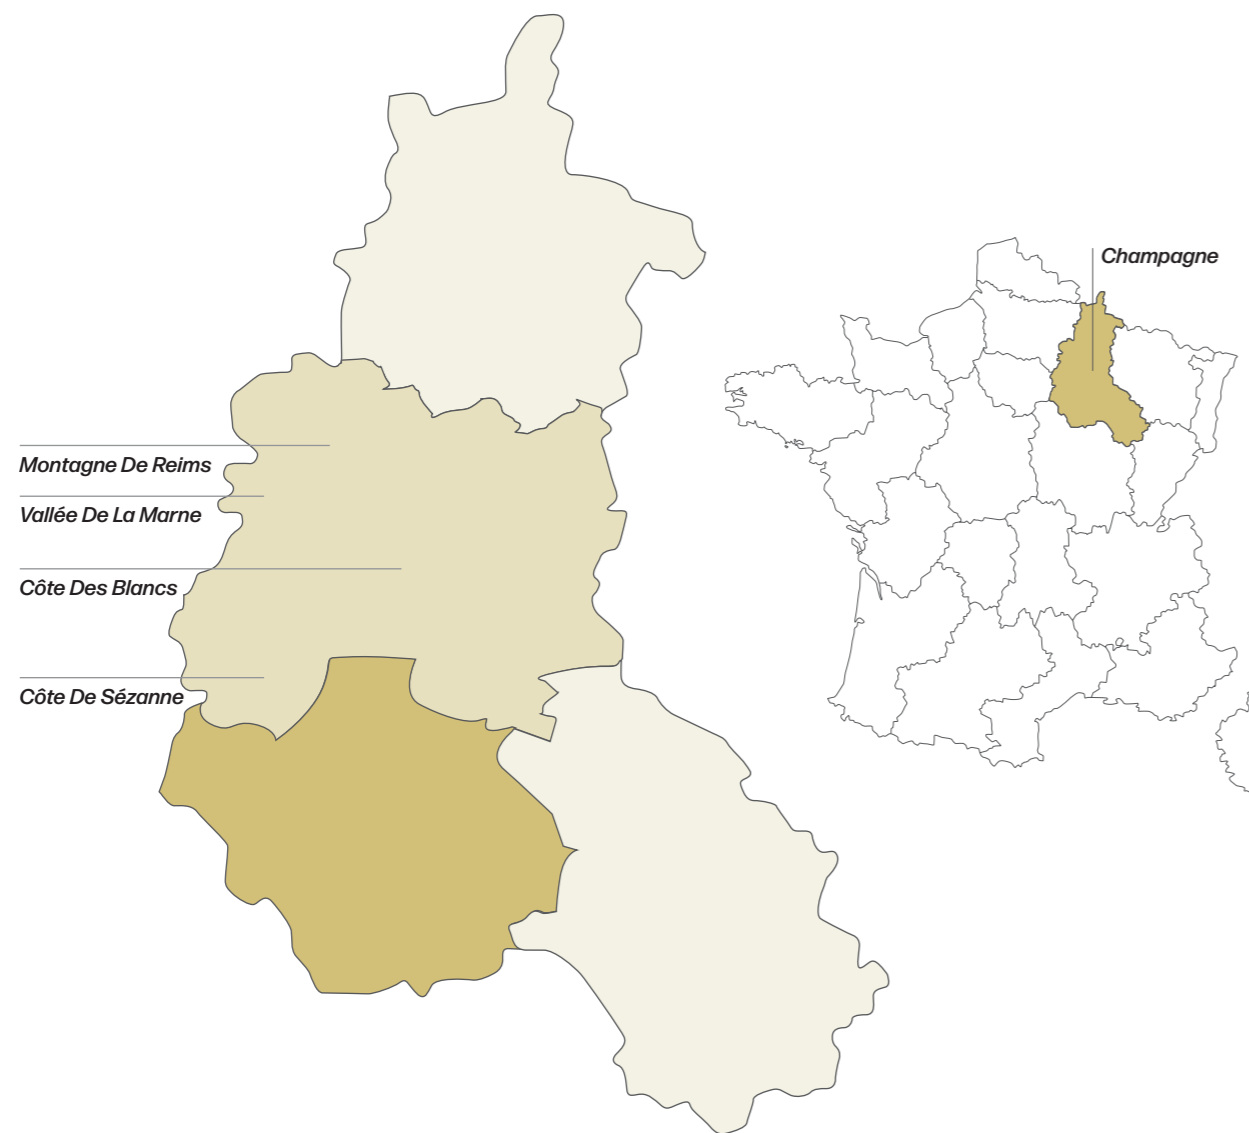 Champagne
Montagne De Reims
Vallée De La Marne
Côte Des Blancs
Côte De Sézanne